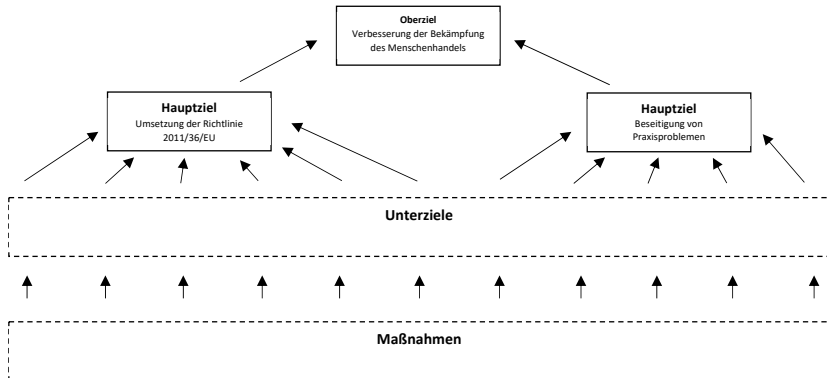 Oberziel
Verbesserung der Bekämpfung
des Menschenhandels
Hauptziel
Umsetzung der Richtlinie
2011/36/EU
Hauptziel
Beseitigung von
Praxisproblemen
Unterziele
Maßnahmen